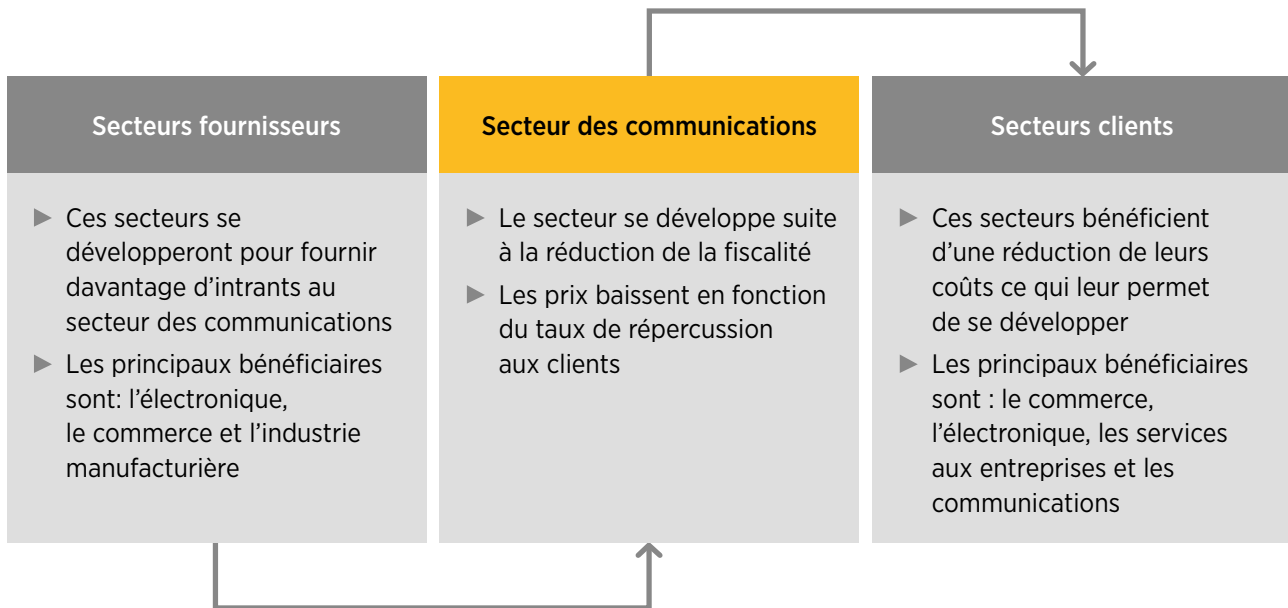 Secteurs fournisseurs
Ces secteurs se
développeront pour fournir
davantage d’intrants au
secteur des communications
Les principaux bénéficiaires
sont: l’électronique,
le commerce et l’industrie
manufacturière
Secteur des communications
Le secteur se développe suite
à la réduction de la fiscalité
Les prix baissent en fonction
du taux de répercussion
aux clients
Secteurs clients
Ces secteurs bénéficient
d’une réduction de leurs
coûts ce qui leur permet
de se développer
Les principaux bénéficiaires
sont : le commerce,
l’électronique, les services
aux entreprises et les
communications